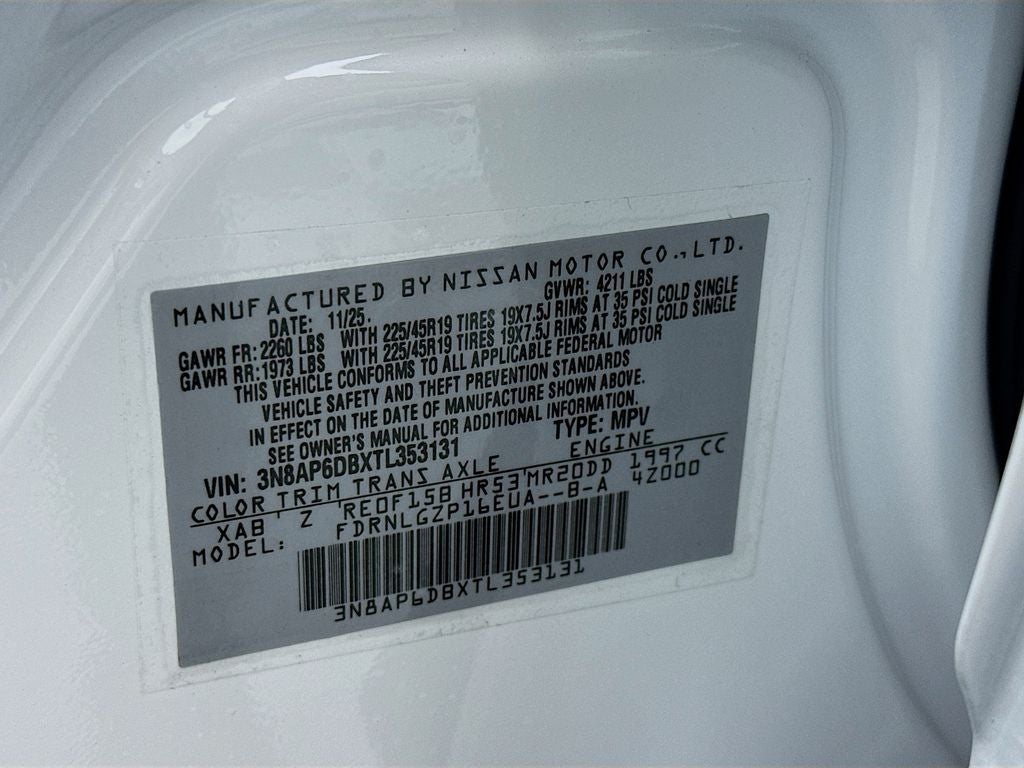 MANUFACTURED BY NISSAN MOTOR CO.,LTD.
DATE: 11/25. GVWR: 4211 LBS
GAWR FR: 2260 LBS WITH 225/45R19 TIRES 19X7.5J RIMS AT 35 PSI COLD SINGLE
GAWR RR: 1973 LBS WITH 225/45R19 TIRES 19X7.5J RIMS AT 35 PSI COLD SINGLE
THIS VEHICLE CONFORMS TO ALL APPLICABLE FEDERAL MOTOR
VEHICLE SAFETY AND THEFT PREVENTION STANDARDS
IN EFFECT ON THE DATE OF MANUFACTURE SHOWN ABOVE.
SEE OWNER'S MANUAL FOR ADDITIONAL INFORMATION.
VIN: 3N8AP6DBXTL353131 TYPE: MPV
COLOR TRIM TRANS AXLE ENGINE
XAB Z RE0F15B HR53 MR20DD 1997 CC
MODEL: FDRNLGZP16EUA--B-A 4Z000
3N8AP6DBXTL353131